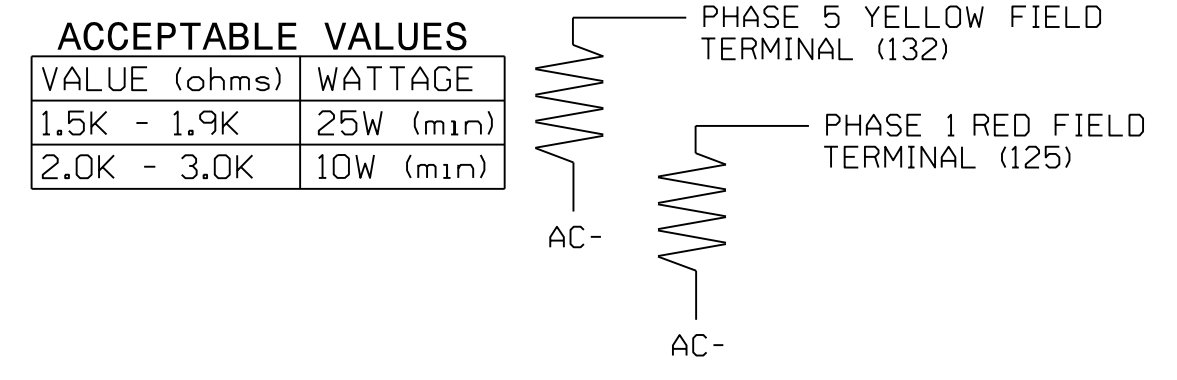 ACCEPTABLE VALUES
VALUE (ohms) WATTAGE
1.5K - 1.9K 25W (min)
2.0K - 3.0K 10W (min)
PHASE 5 YELLOW FIELD
TERMINAL (132)
AC-
PHASE 1 RED FIELD
TERMINAL (125)
AC-